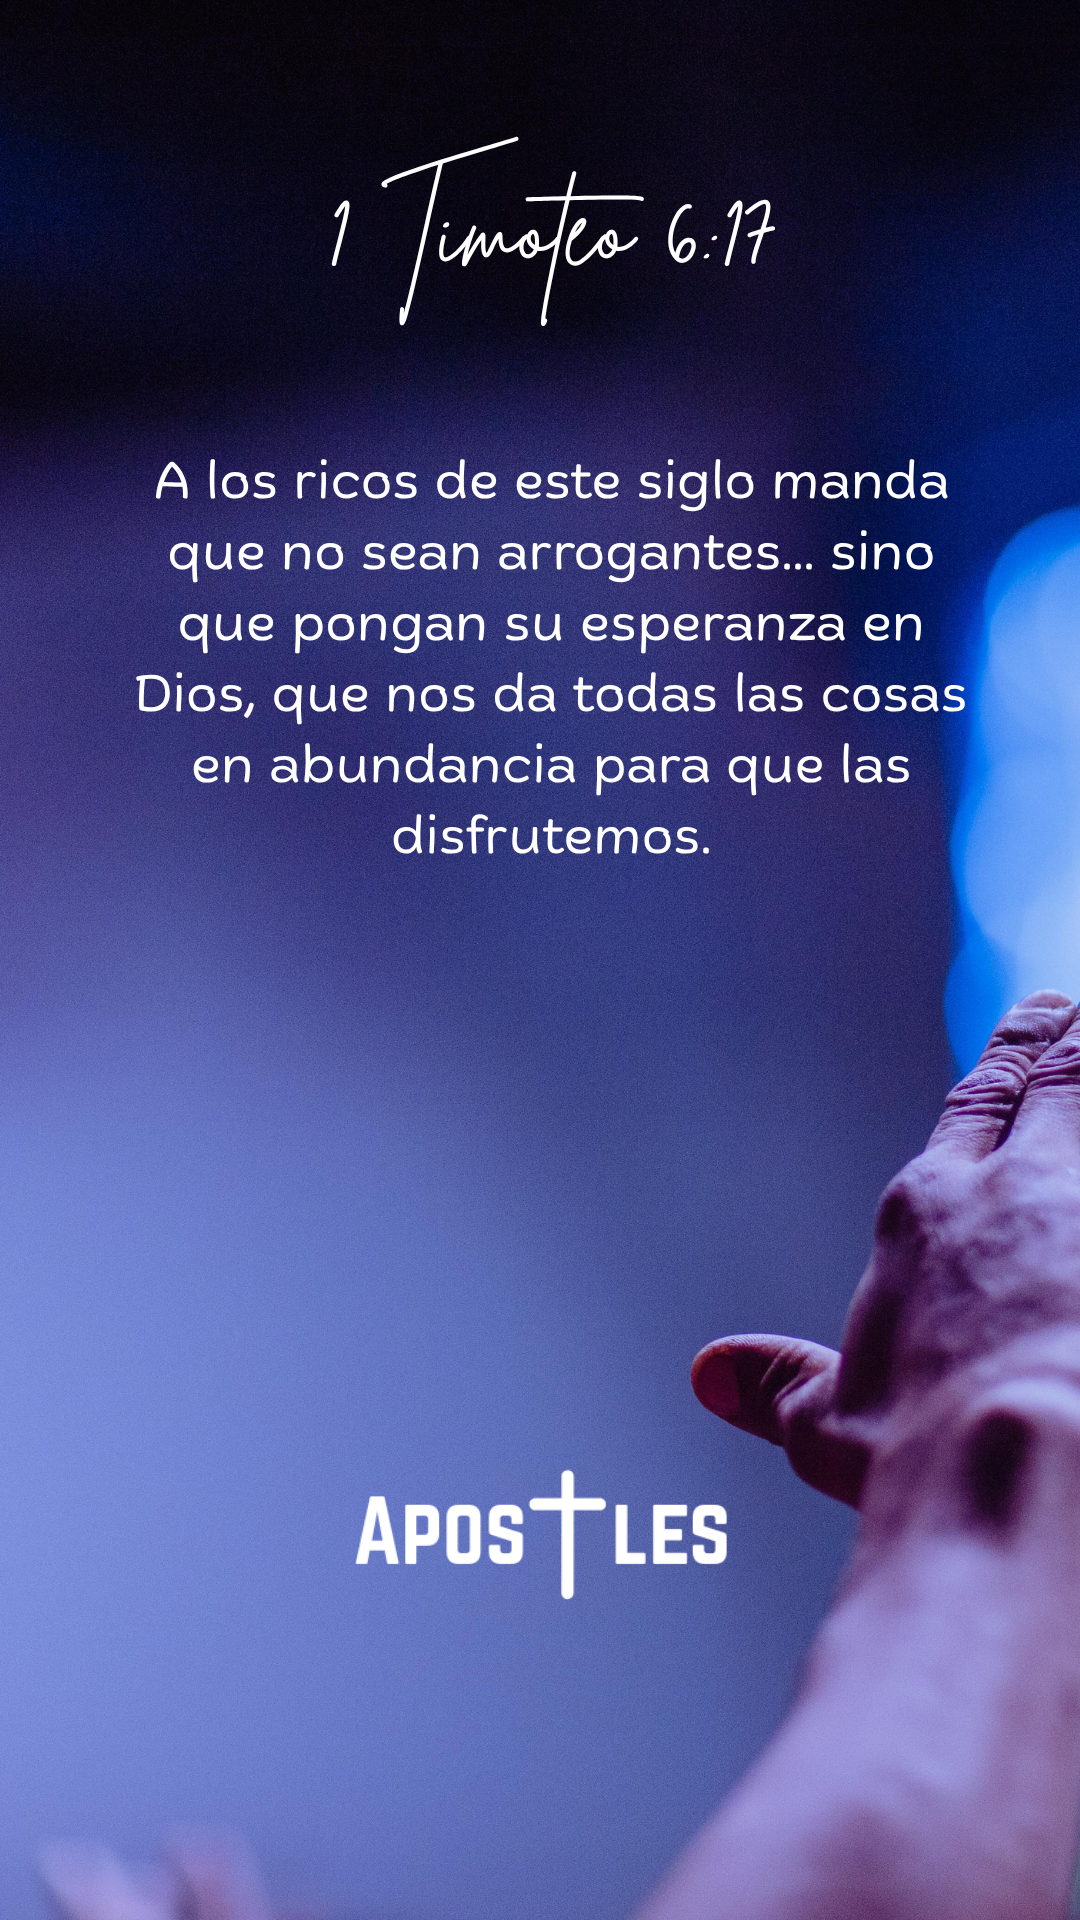 1 Timoteo 6:17
A los ricos de este siglo manda
que no sean arrogantes... sino
que pongan su esperanza en
Dios, que nos da todas las cosas
en abundancia para que las
disfrutemos.
APOSTLES